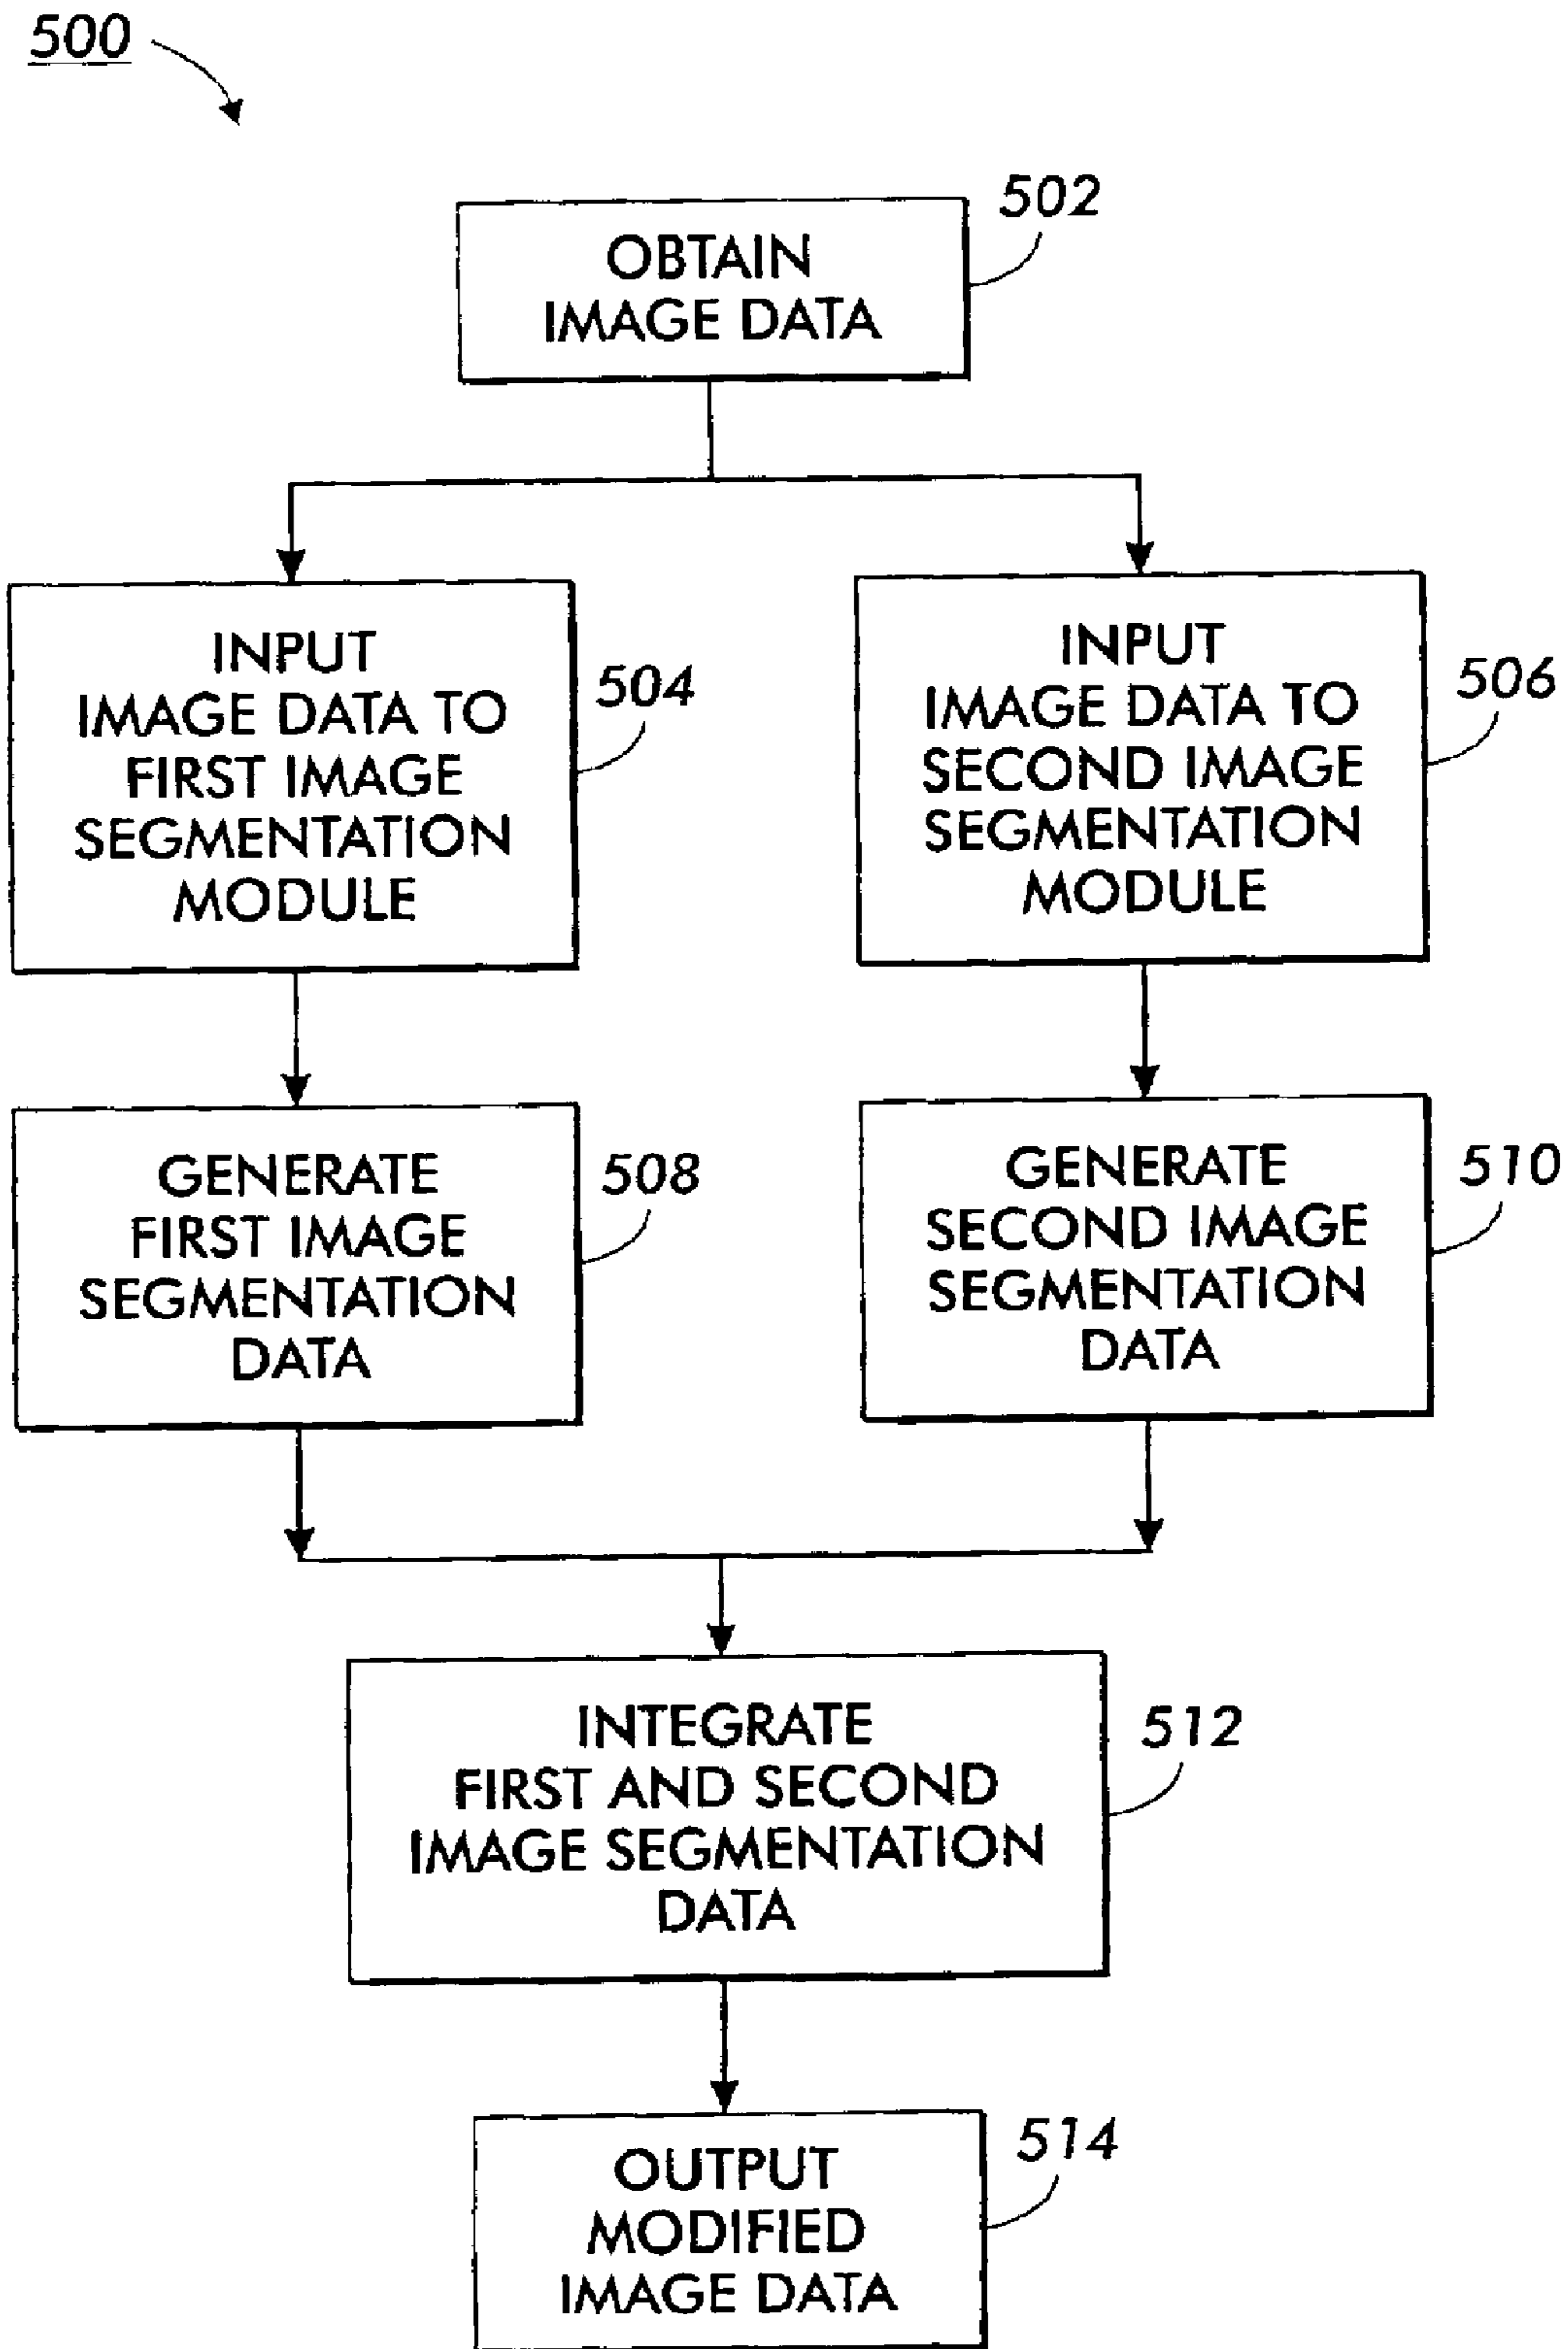 500
502
OBTAIN
IMAGE DATA
INPUT
IMAGE DATA TO
FIRST IMAGE
SEGMENTATION
MODULE
504
INPUT
IMAGE DATA TO
SECOND IMAGE
SEGMENTATION
MODULE
506
GENERATE
FIRST IMAGE
SEGMENTATION
DATA
508
GENERATE
SECOND IMAGE
SEGMENTATION
DATA
510
INTEGRATE
FIRST AND SECOND
IMAGE SEGMENTATION
DATA
512
OUTPUT
MODIFIED
IMAGE DATA
514